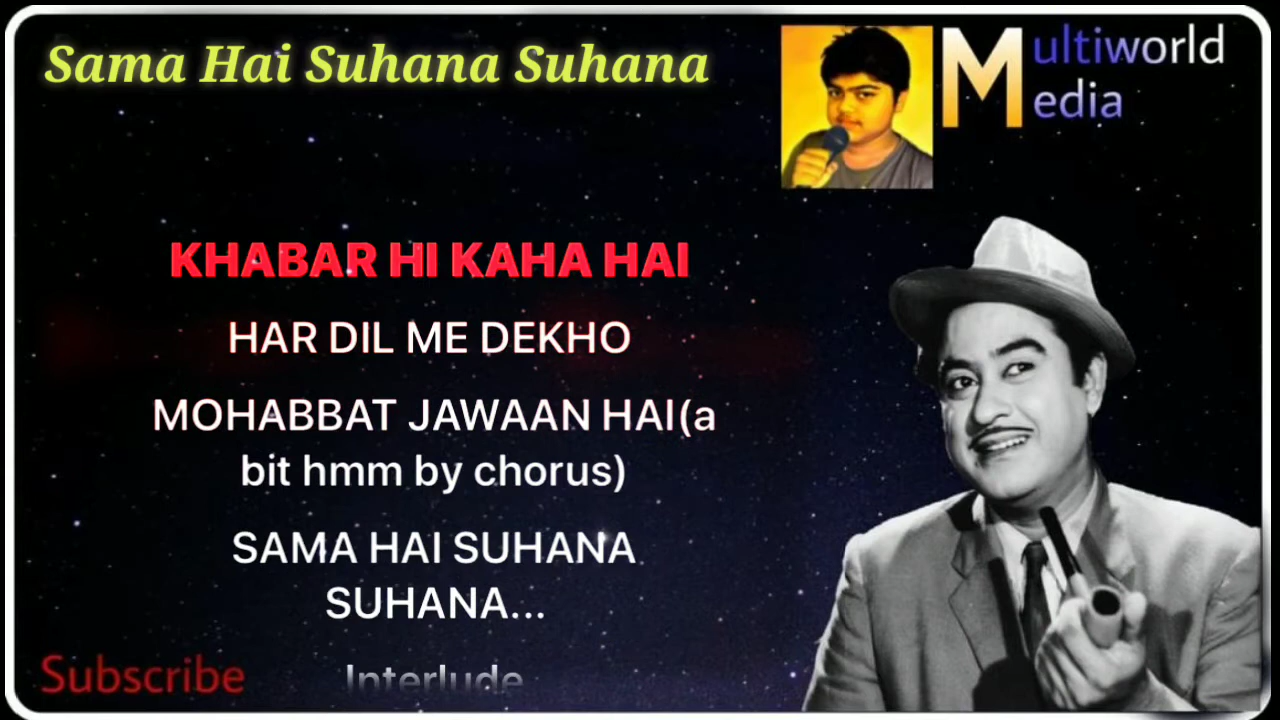 Sama Hai Suhana Suhana
Multiworld
Media
KHABAR HI KAHA HAI
HAR DIL ME DEKHO
MOHABBAT JAWAAN HAI(a
bit hmm by chorus)
SAMA HAI SUHANA
SUHANA...
Interlude
Subscribe